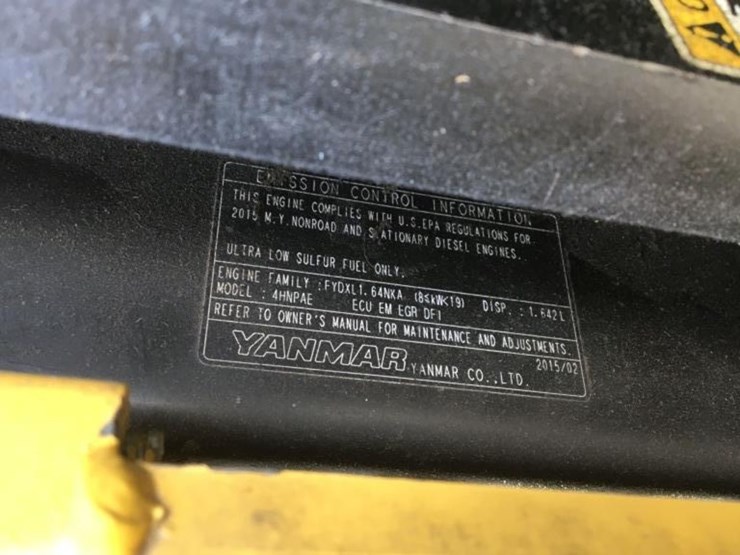 EMISSION CONTROL INFORMATION
THIS ENGINE COMPLIES WITH U.S.EPA REGULATIONS FOR
2015 M.Y.NONROAD AND STATIONARY DIESEL ENGINES.
ULTRA LOW SULFUR FUEL ONLY.
ENGINE FAMILY :FYDXL1.64NKA (8≤kW<19) DISP. : 1.642L
MODEL : 4HNPAE ECU EM EGR DFI
REFER TO OWNER'S MANUAL FOR MAINTENANCE AND ADJUSTMENTS.
YANMAR YANMAR CO.,LTD. 2015/02